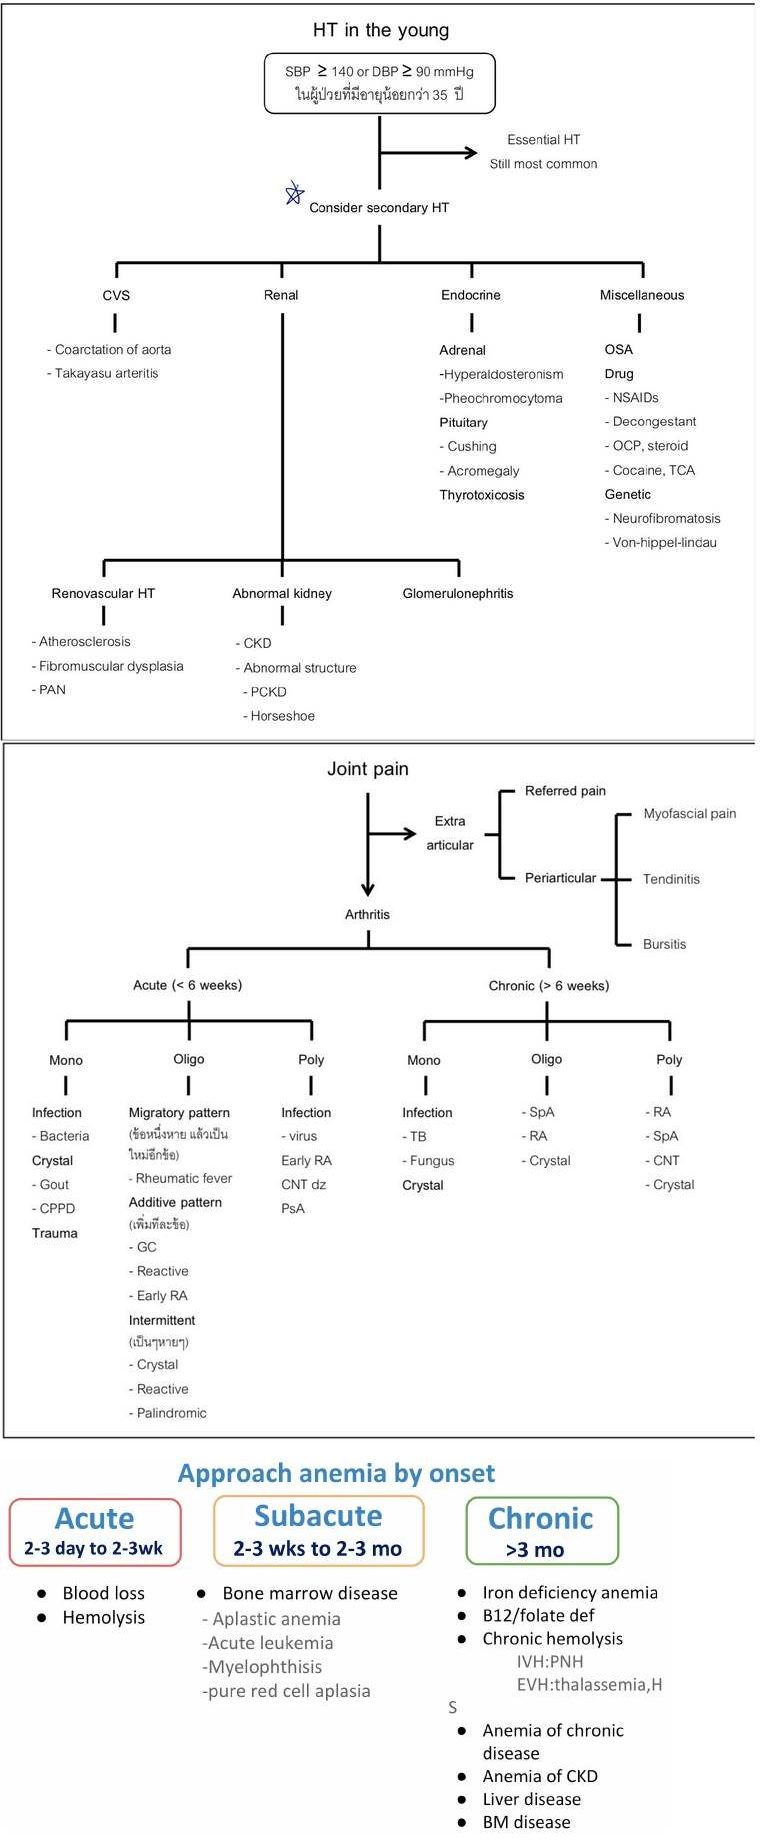 HT in the young
SBP ≥ 140 or DBP ≥ 90 mmHg
ในผู้ป่วยที่มีอายุน้อยกว่า 35 ปี
Essential HT
Still most common
Consider secondary HT
CVS
- Coarctation of aorta
- Takayasu arteritis
Renal
Endocrine
Adrenal
-Hyperaldosteronism
-Pheochromocytoma
Pituitary
- Cushing
- Acromegaly
Thyrotoxicosis
Miscellaneous
OSA
Drug
- NSAIDs
- Decongestant
- OCP, steroid
- Cocaine, TCA
Genetic
- Neurofibromatosis
- Von-hippel-lindau
Renovascular HT
- Atherosclerosis
- Fibromuscular dysplasia
- PAN
Abnormal kidney
- CKD
- Abnormal structure
- PCKD
- Horseshoe
Glomerulonephritis
Joint pain
Extra
articular
Referred pain
Periarticular
Myofascial pain
Tendinitis
Bursitis
Arthritis
Acute (< 6 weeks)
Mono
Infection
- Bacteria
Crystal
- Gout
- CPPD
Trauma
Oligo
Migratory pattern
(ข้อหนึ่งหาย แล้วเป็น
ใหม่อีกข้อ)
- Rheumatic fever
Additive pattern
(เพิ่มทีละข้อ)
- GC
- Reactive
- Early RA
Intermittent
(เป็นๆหายๆ)
- Crystal
- Reactive
- Palindromic
Poly
Infection
- virus
Early RA
CNT dz
PsA
Chronic (> 6 weeks)
Mono
Infection
- TB
- Fungus
Crystal
Oligo
- SpA
- RA
- Crystal
Poly
- RA
- SpA
- CNT
- Crystal
Approach anemia by onset
Acute
2-3 day to 2-3wk
● Blood loss
● Hemolysis
Subacute
2-3 wks to 2-3 mo
● Bone marrow disease
- Aplastic anemia
-Acute leukemia
-Myelophthisis
-pure red cell aplasia
Chronic
>3 mo
● Iron deficiency anemia
● B12/folate def
● Chronic hemolysis
IVH:PNH
EVH:thalassemia,H
S
● Anemia of chronic
disease
● Anemia of CKD
● Liver disease
● BM disease